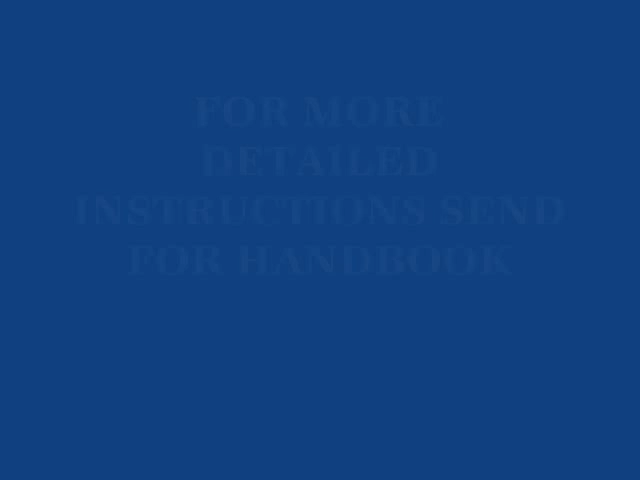 FOR MORE
DETAILED
INSTRUCTIONS SEND
FOR HANDBOOK